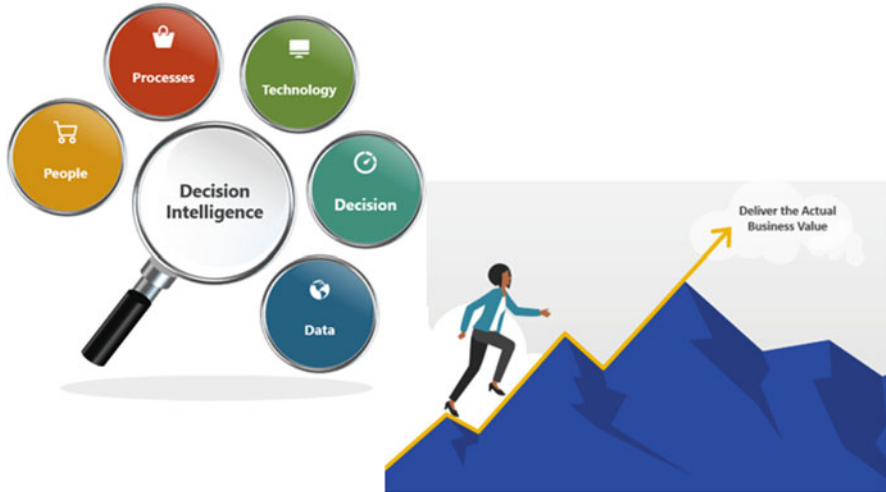 Processes
Technology
People
Decision
Intelligence
Decision
Data
Deliver the Actual
Business Value